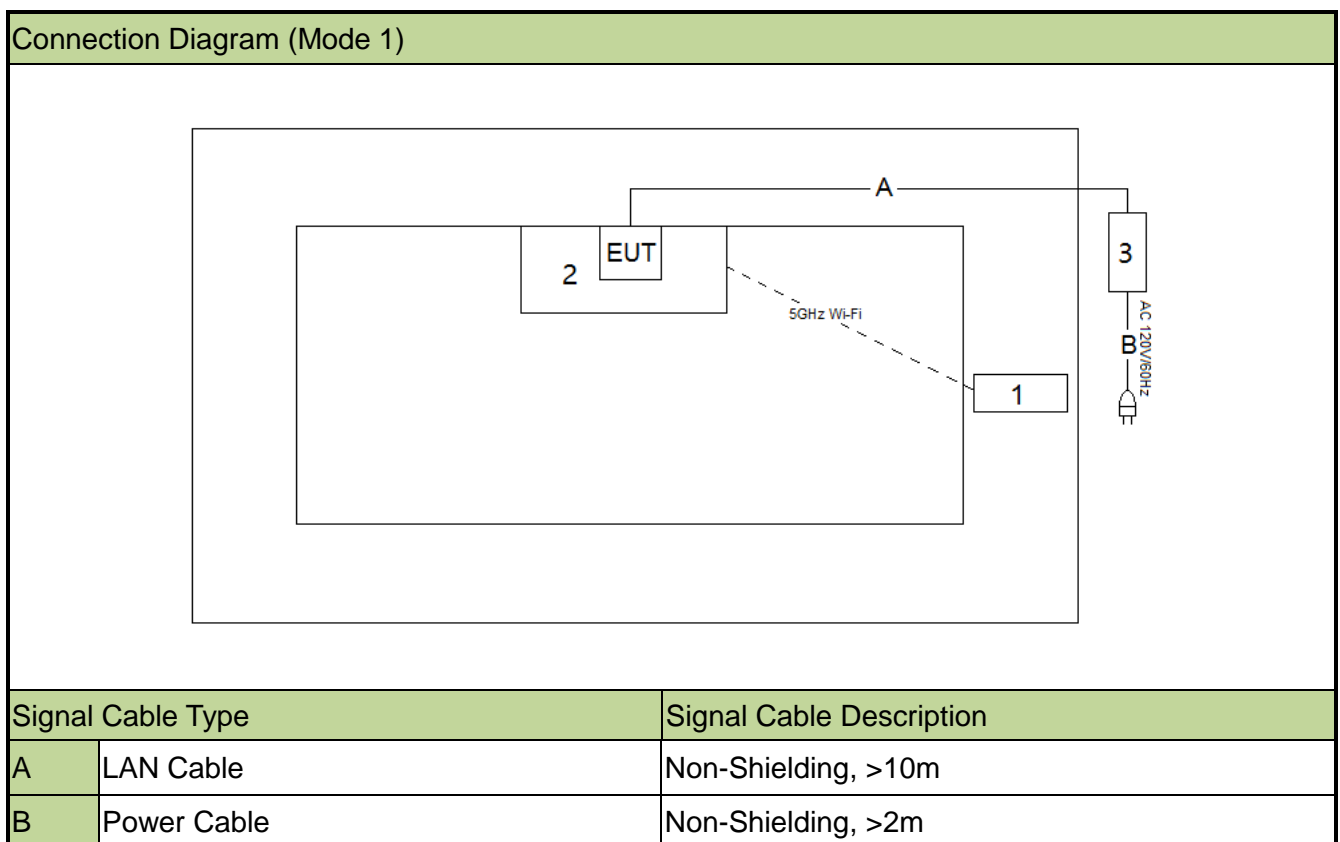 Connection Diagram (Mode 1)
A
EUT
2
3
5GHz Wi-Fi
AC 120V/60Hz
B
1
Signal Cable Type Signal Cable Description
A LAN Cable Non-Shielding, >10m
B Power Cable Non-Shielding, >2m